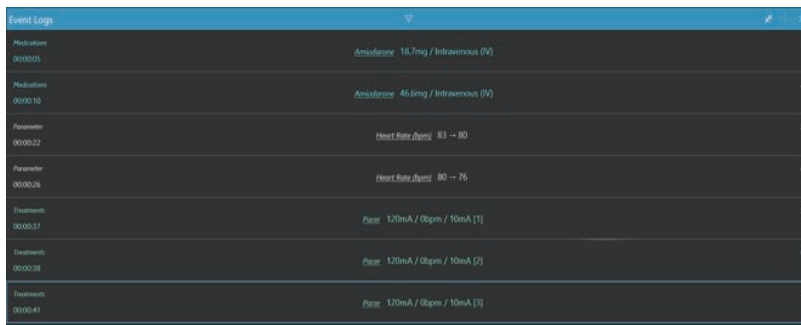 Event Logs
Medications
00:00:05
Amiodarone 18.7mg / Intravenous (IV)
Medications
00:00:10
Amiodarone 46.6mg / Intravenous (IV)
Parameter
00:00:22
Heart Rate (bpm) 83 → 80
Parameter
00:00:26
Heart Rate (bpm) 80 → 76
Treatments
00:00:37
Pacer 120mA / 0bpm / 10mA [1]
Treatments
00:00:38
Pacer 120mA / 0bpm / 10mA [2]
Treatments
00:00:41
Pacer 120mA / 0bpm / 10mA [3]